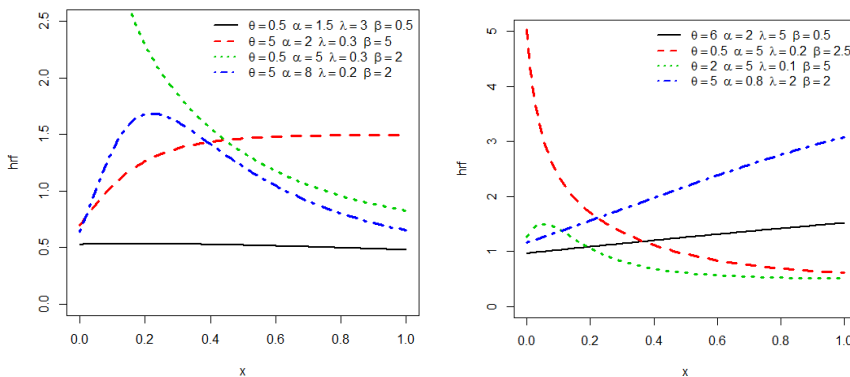 θ=0.5 α=1.5 λ=3 β=0.5
θ=5 α=2 λ=0.3 β=5
θ=0.5 α=5 λ=0.3 β=2
θ=5 α=8 λ=0.2 β=2
2.5
2.0
1.5
1.0
0.5
0.0
hrf
0.0 0.2 0.4 0.6 0.8 1.0
x
θ=6 α=2 λ=5 β=0.5
θ=0.5 α=5 λ=0.2 β=2.5
θ=2 α=5 λ=0.1 β=5
θ=5 α=0.8 λ=2 β=2
5
4
3
2
1
0
hrf
0.0 0.2 0.4 0.6 0.8 1.0
x